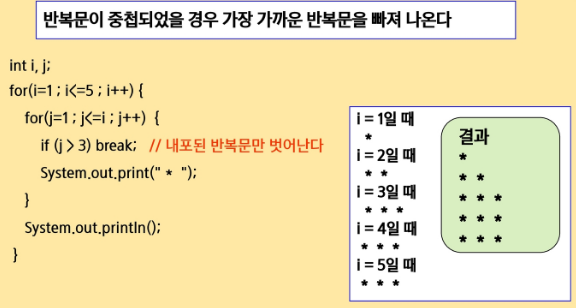 반복문이 중첩되었을 경우 가장 가까운 반복문을 빠져 나온다
int i, j;
for(i=1 ; i<=5 ; i++) {
for(j=1 ; j<=i ; j++) {
if (j > 3) break; // 내포된 반복문만 벗어난다
System.out.print(" * ");
}
System.out.println();
}
i = 1일 때
*
i = 2일 때
* *
i = 3일 때
* * *
i = 4일 때
* * *
i = 5일 때
* * *
결과
*
* *
* * *
* * *
* * *